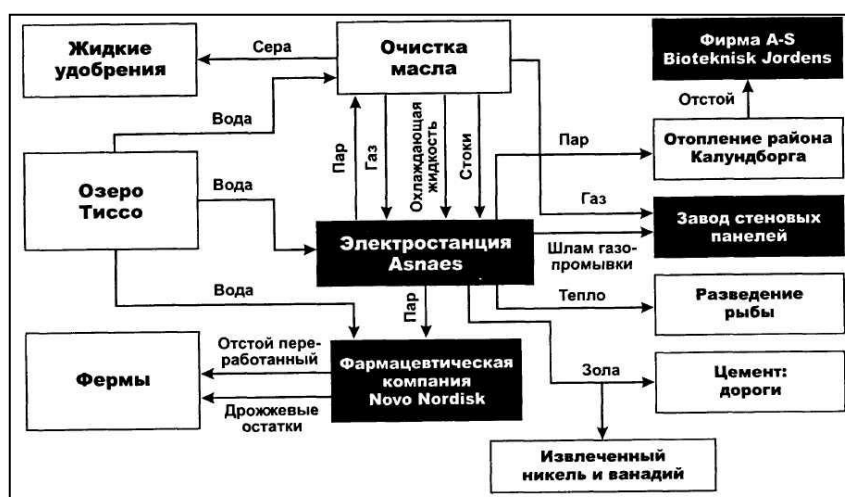 Жидкие
удобрения
Сера
Очистка
масла
Фирма A-S
Bioteknisk Jordens
Отстой
Вода
Пар
Газ
Охлаждающая
жидкость
Стоки
Пар
Отопление района
Калундборга
Озеро
Тиссо
Вода
Газ
Завод стеновых
панелей
Электростанция
Asnaes
Шлам газо-
промывки
Вода
Пар
Тепло
Разведение
рыбы
Отстой пере-
работанный
Фермы
Дрожжевые
остатки
Фармацевтическая
компания
Novo Nordisk
Зола
Цемент:
дороги
Извлеченный
никель и ванадий